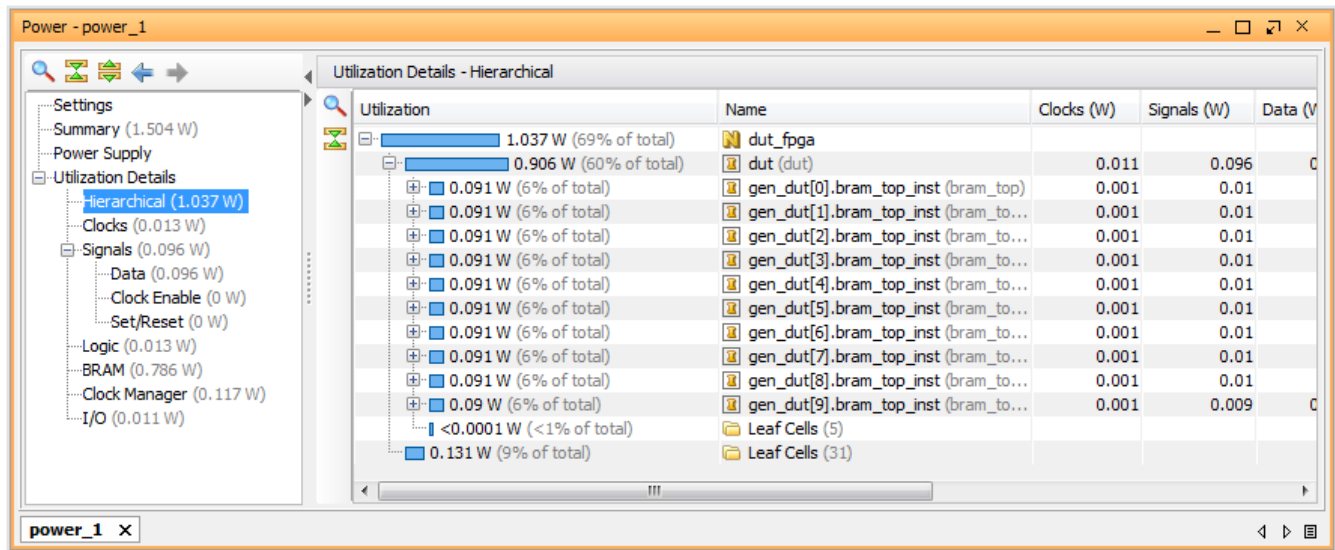 Power - power_1
Utilization Details - Hierarchical
Settings
Summary (1.504 W)
Power Supply
Utilization Details
Hierarchical (1.037 W)
Clocks (0.013 W)
Signals (0.096 W)
Data (0.096 W)
Clock Enable (0 W)
Set/Reset (0 W)
Logic (0.013 W)
BRAM (0.786 W)
Clock Manager (0.117 W)
I/O (0.011 W)
Utilization Name Clocks (W) Signals (W) Data (W
1.037 W (69% of total) dut_fpga
0.906 W (60% of total) dut (dut) 0.011 0.096 0
0.091 W (6% of total) gen_dut[0].bram_top_inst (bram_top) 0.001 0.01
0.091 W (6% of total) gen_dut[1].bram_top_inst (bram_to... 0.001 0.01
0.091 W (6% of total) gen_dut[2].bram_top_inst (bram_to... 0.001 0.01
0.091 W (6% of total) gen_dut[3].bram_top_inst (bram_to... 0.001 0.01
0.091 W (6% of total) gen_dut[4].bram_top_inst (bram_to... 0.001 0.01
0.091 W (6% of total) gen_dut[5].bram_top_inst (bram_to... 0.001 0.01
0.091 W (6% of total) gen_dut[6].bram_top_inst (bram_to... 0.001 0.01
0.091 W (6% of total) gen_dut[7].bram_top_inst (bram_to... 0.001 0.01
0.091 W (6% of total) gen_dut[8].bram_top_inst (bram_to... 0.001 0.01
0.09 W (6% of total) gen_dut[9].bram_top_inst (bram_to... 0.001 0.009 0
<0.0001 W (<1% of total) Leaf Cells (5)
0.131 W (9% of total) Leaf Cells (31)
power_1